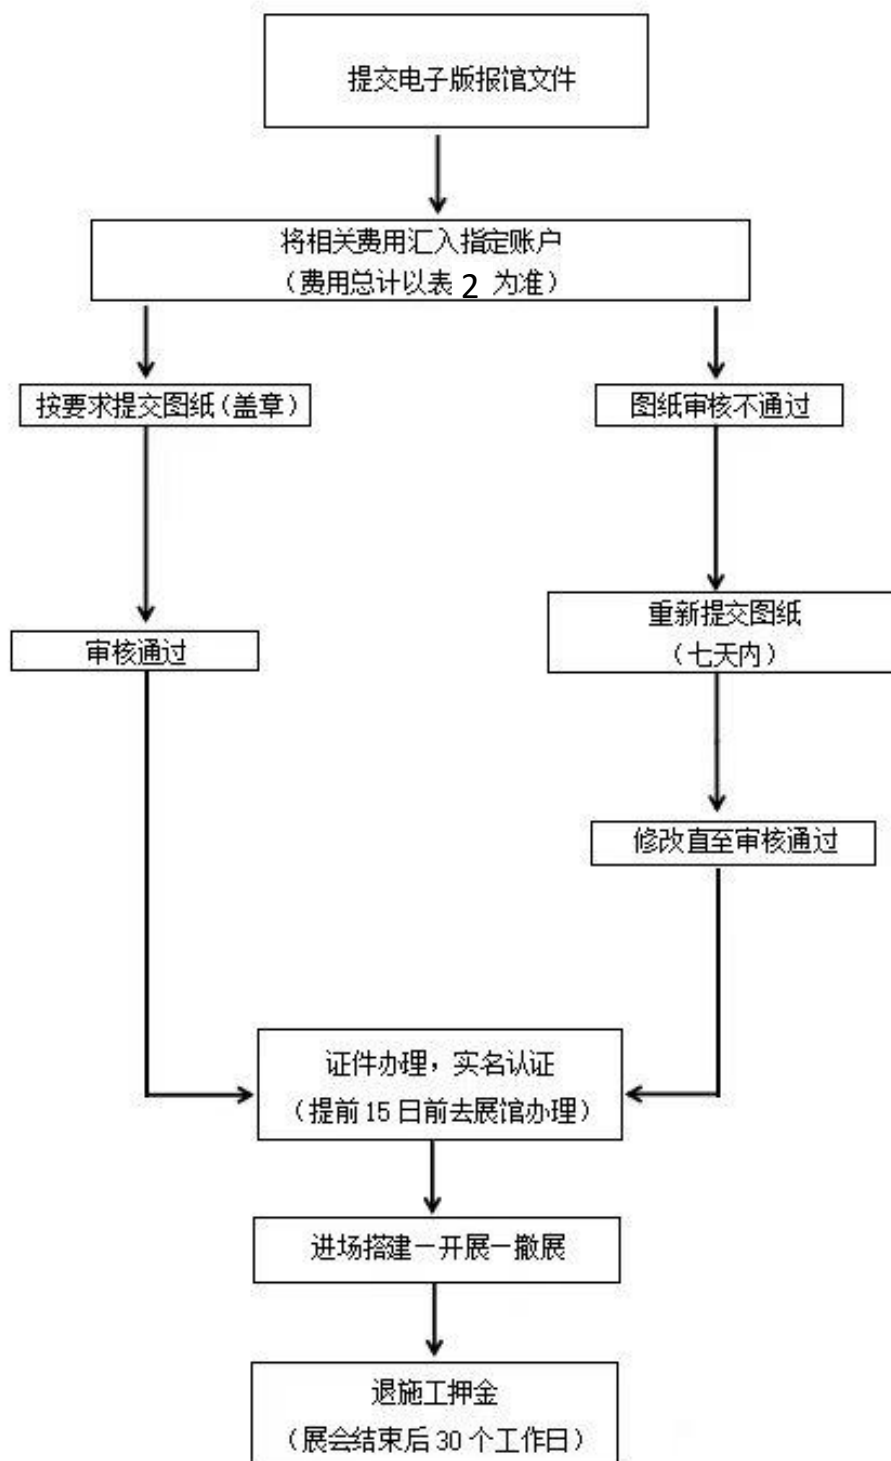 提交电子版报馆文件
将相关费用汇入指定账户
（费用总计以表 2 为准）
按要求提交图纸（盖章）
图纸审核不通过
重新提交图纸
（七天内）
审核通过
修改直至审核通过
证件办理，实名认证
（提前 15 日前去展馆办理）
进场搭建－开展－撤展
退施工押金
（展会结束后 30 个工作日）